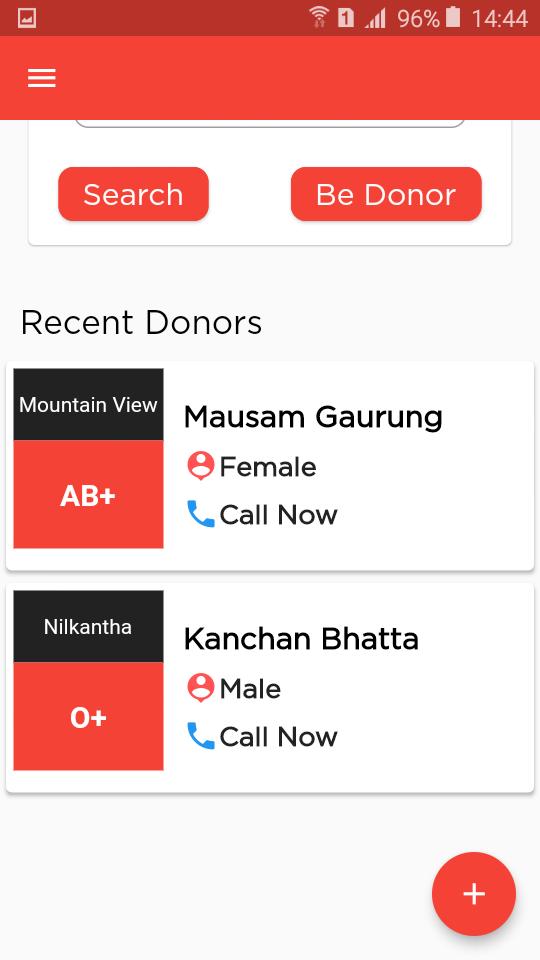 96% 14:44
Search Be Donor
Recent Donors
Mountain View
AB+
Mausam Gaurung
Female
Call Now
Nilkantha
O+
Kanchan Bhatta
Male
Call Now